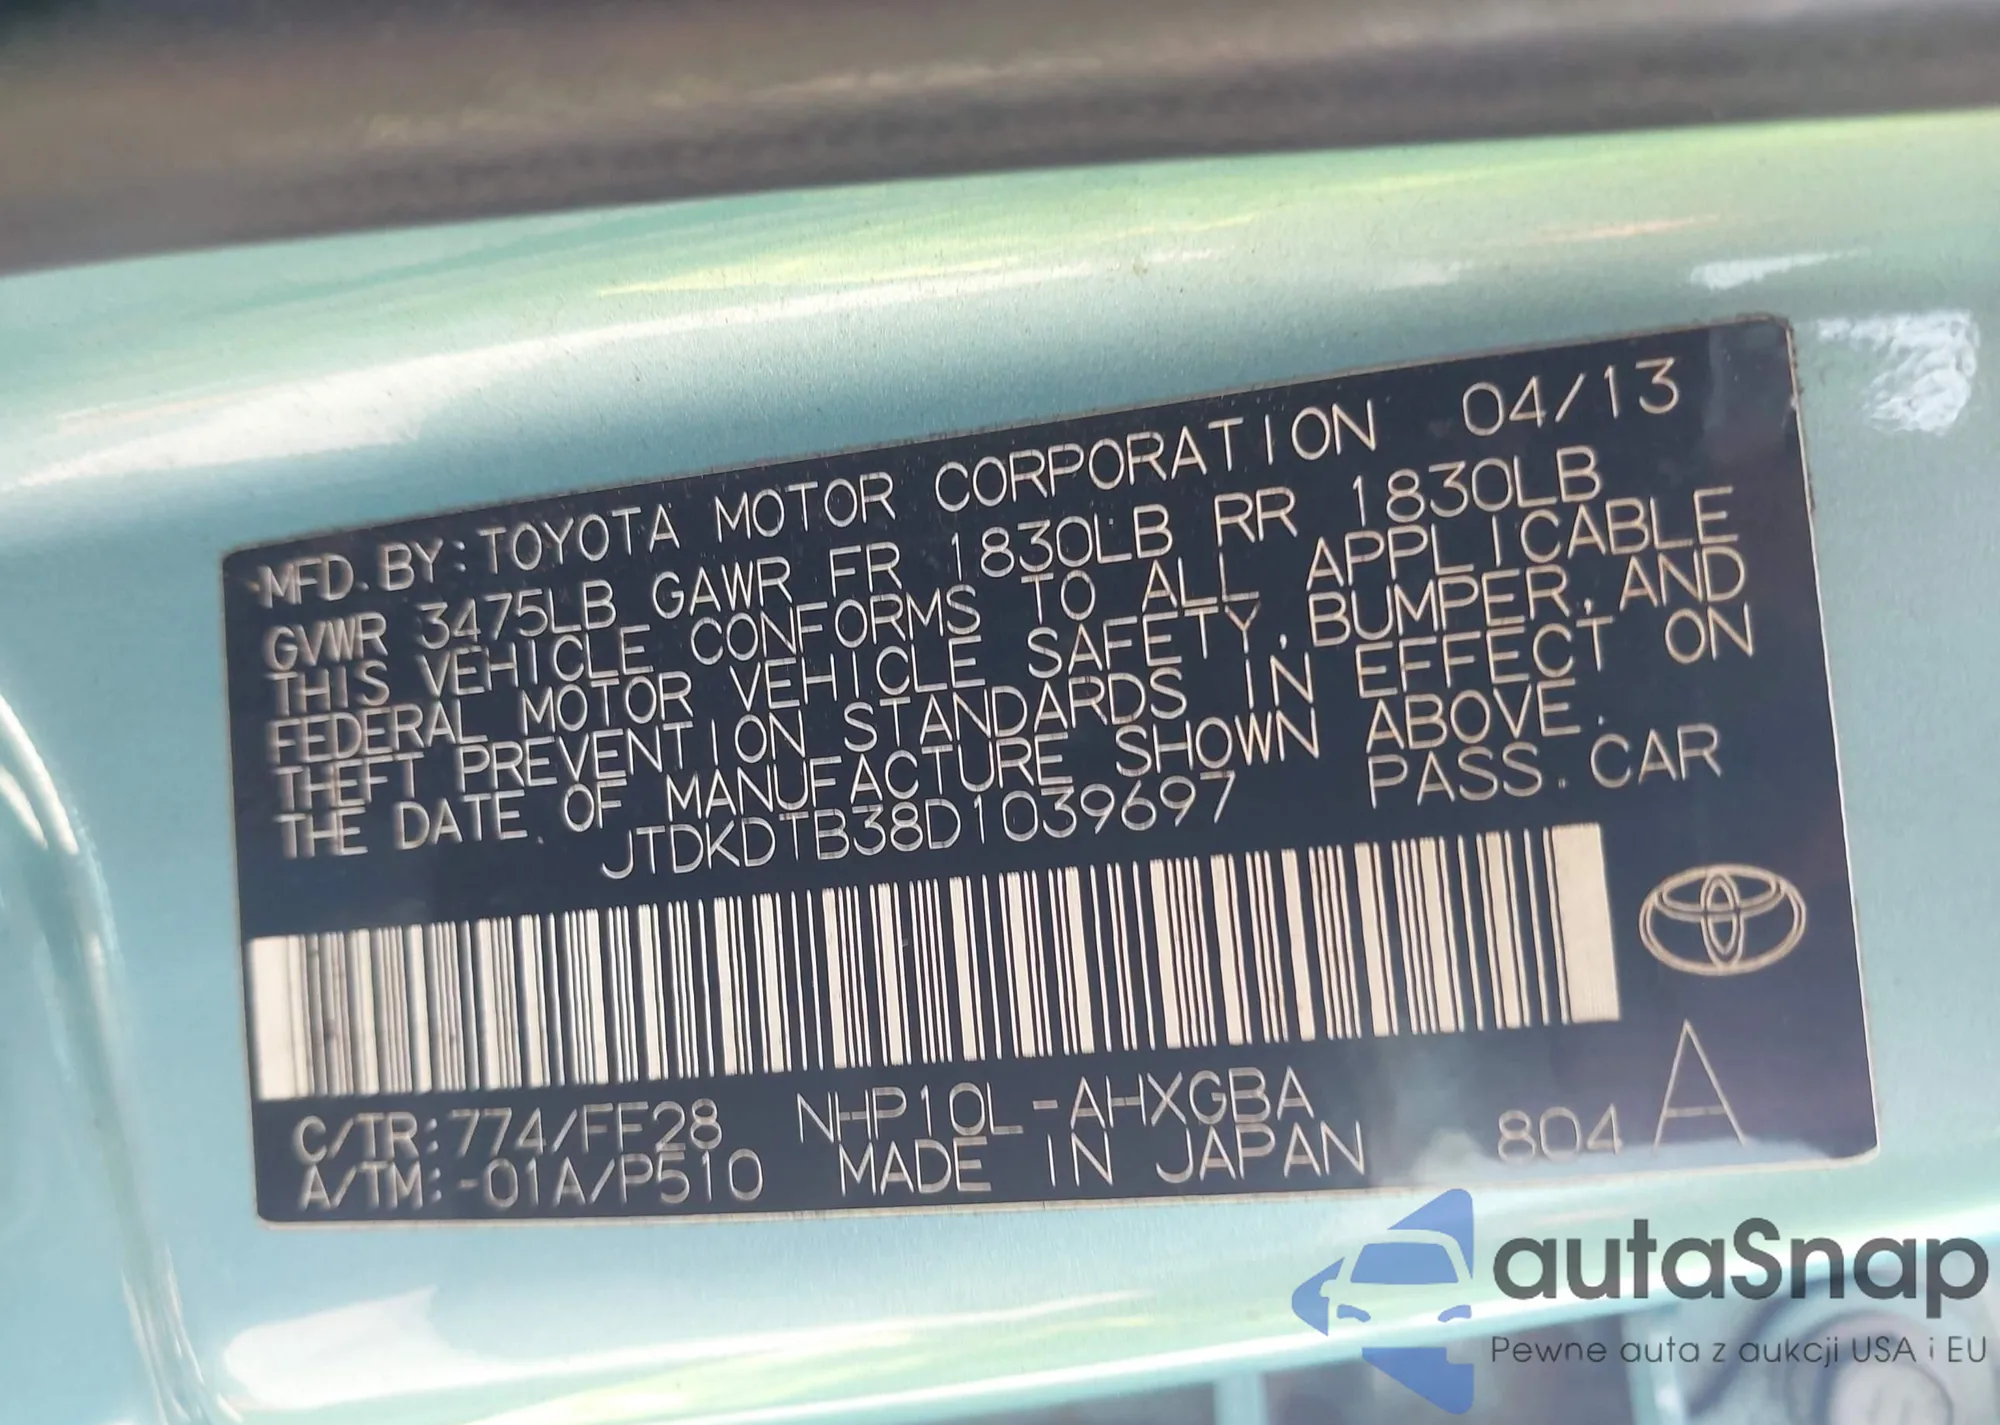 MFD. BY: TOYOTA MOTOR CORPORATION 04/13
GVWR 3475LB GAWR FR 1830LB RR 1830LB
THIS VEHICLE CONFORMS TO ALL APPLICABLE
FEDERAL MOTOR VEHICLE SAFETY, BUMPER, AND
THEFT PREVENTION STANDARDS IN EFFECT ON
THE DATE OF MANUFACTURE SHOWN ABOVE.
JTDKDTB38D1039697 PASS. CAR
C/TR: 774/FF28 NHP10L-AHXGBA
A/TM: -01A/P510 MADE IN JAPAN 804 A
autaSnap
Pewne auta z aukcji USA i EU